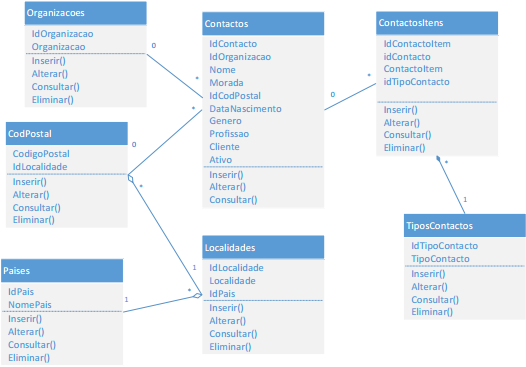 Organizacoes
IdOrganizacao
Organizacao
Inserir()
Alterar()
Consultar()
Eliminar()
0
*
Contactos
IdContacto
IdOrganizacao
Nome
Morada
IdCodPostal
DataNascimento
Genero
Profissao
Cliente
Ativo
Inserir()
Alterar()
Consultar()
0
*
ContactosItens
IdContactoItem
idContacto
ContactoItem
idTipoContacto
Inserir()
Alterar()
Consultar()
Eliminar()
*
1
CodPostal
CodigoPostal
IdLocalidade
Inserir()
Alterar()
Consultar()
Eliminar()
0
*
*
1
TiposContactos
IdTipoContacto
TipoContacto
Inserir()
Alterar()
Consultar()
Eliminar()
Localidades
IdLocalidade
Localidade
IdPais
Inserir()
Alterar()
Consultar()
Eliminar()
Paises
IdPais
NomePais
Inserir()
Alterar()
Consultar()
Eliminar()
1
*